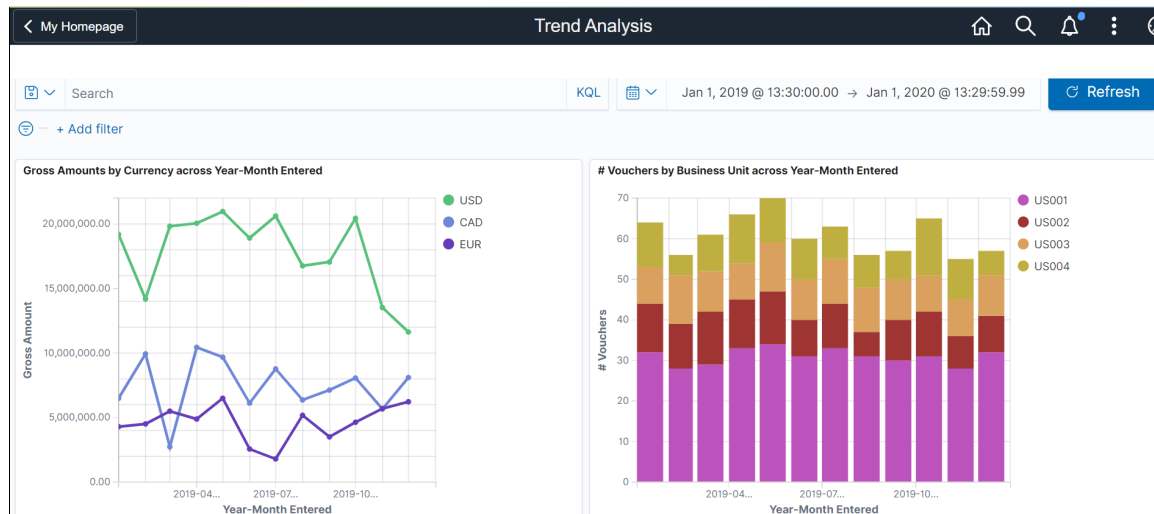 My Homepage
Trend Analysis
Search
KQL
Jan 1, 2019 @ 13:30:00.00 → Jan 1, 2020 @ 13:29:59.99
Refresh
+ Add filter
Gross Amounts by Currency across Year-Month Entered
USD
CAD
EUR
20,000,000.00
15,000,000.00
10,000,000.00
5,000,000.00
0.00
Gross Amount
2019-04...
2019-07...
2019-10...
Year-Month Entered
# Vouchers by Business Unit across Year-Month Entered
US001
US002
US003
US004
70
60
50
40
30
20
10
0
# Vouchers
2019-04...
2019-07...
2019-10...
Year-Month Entered